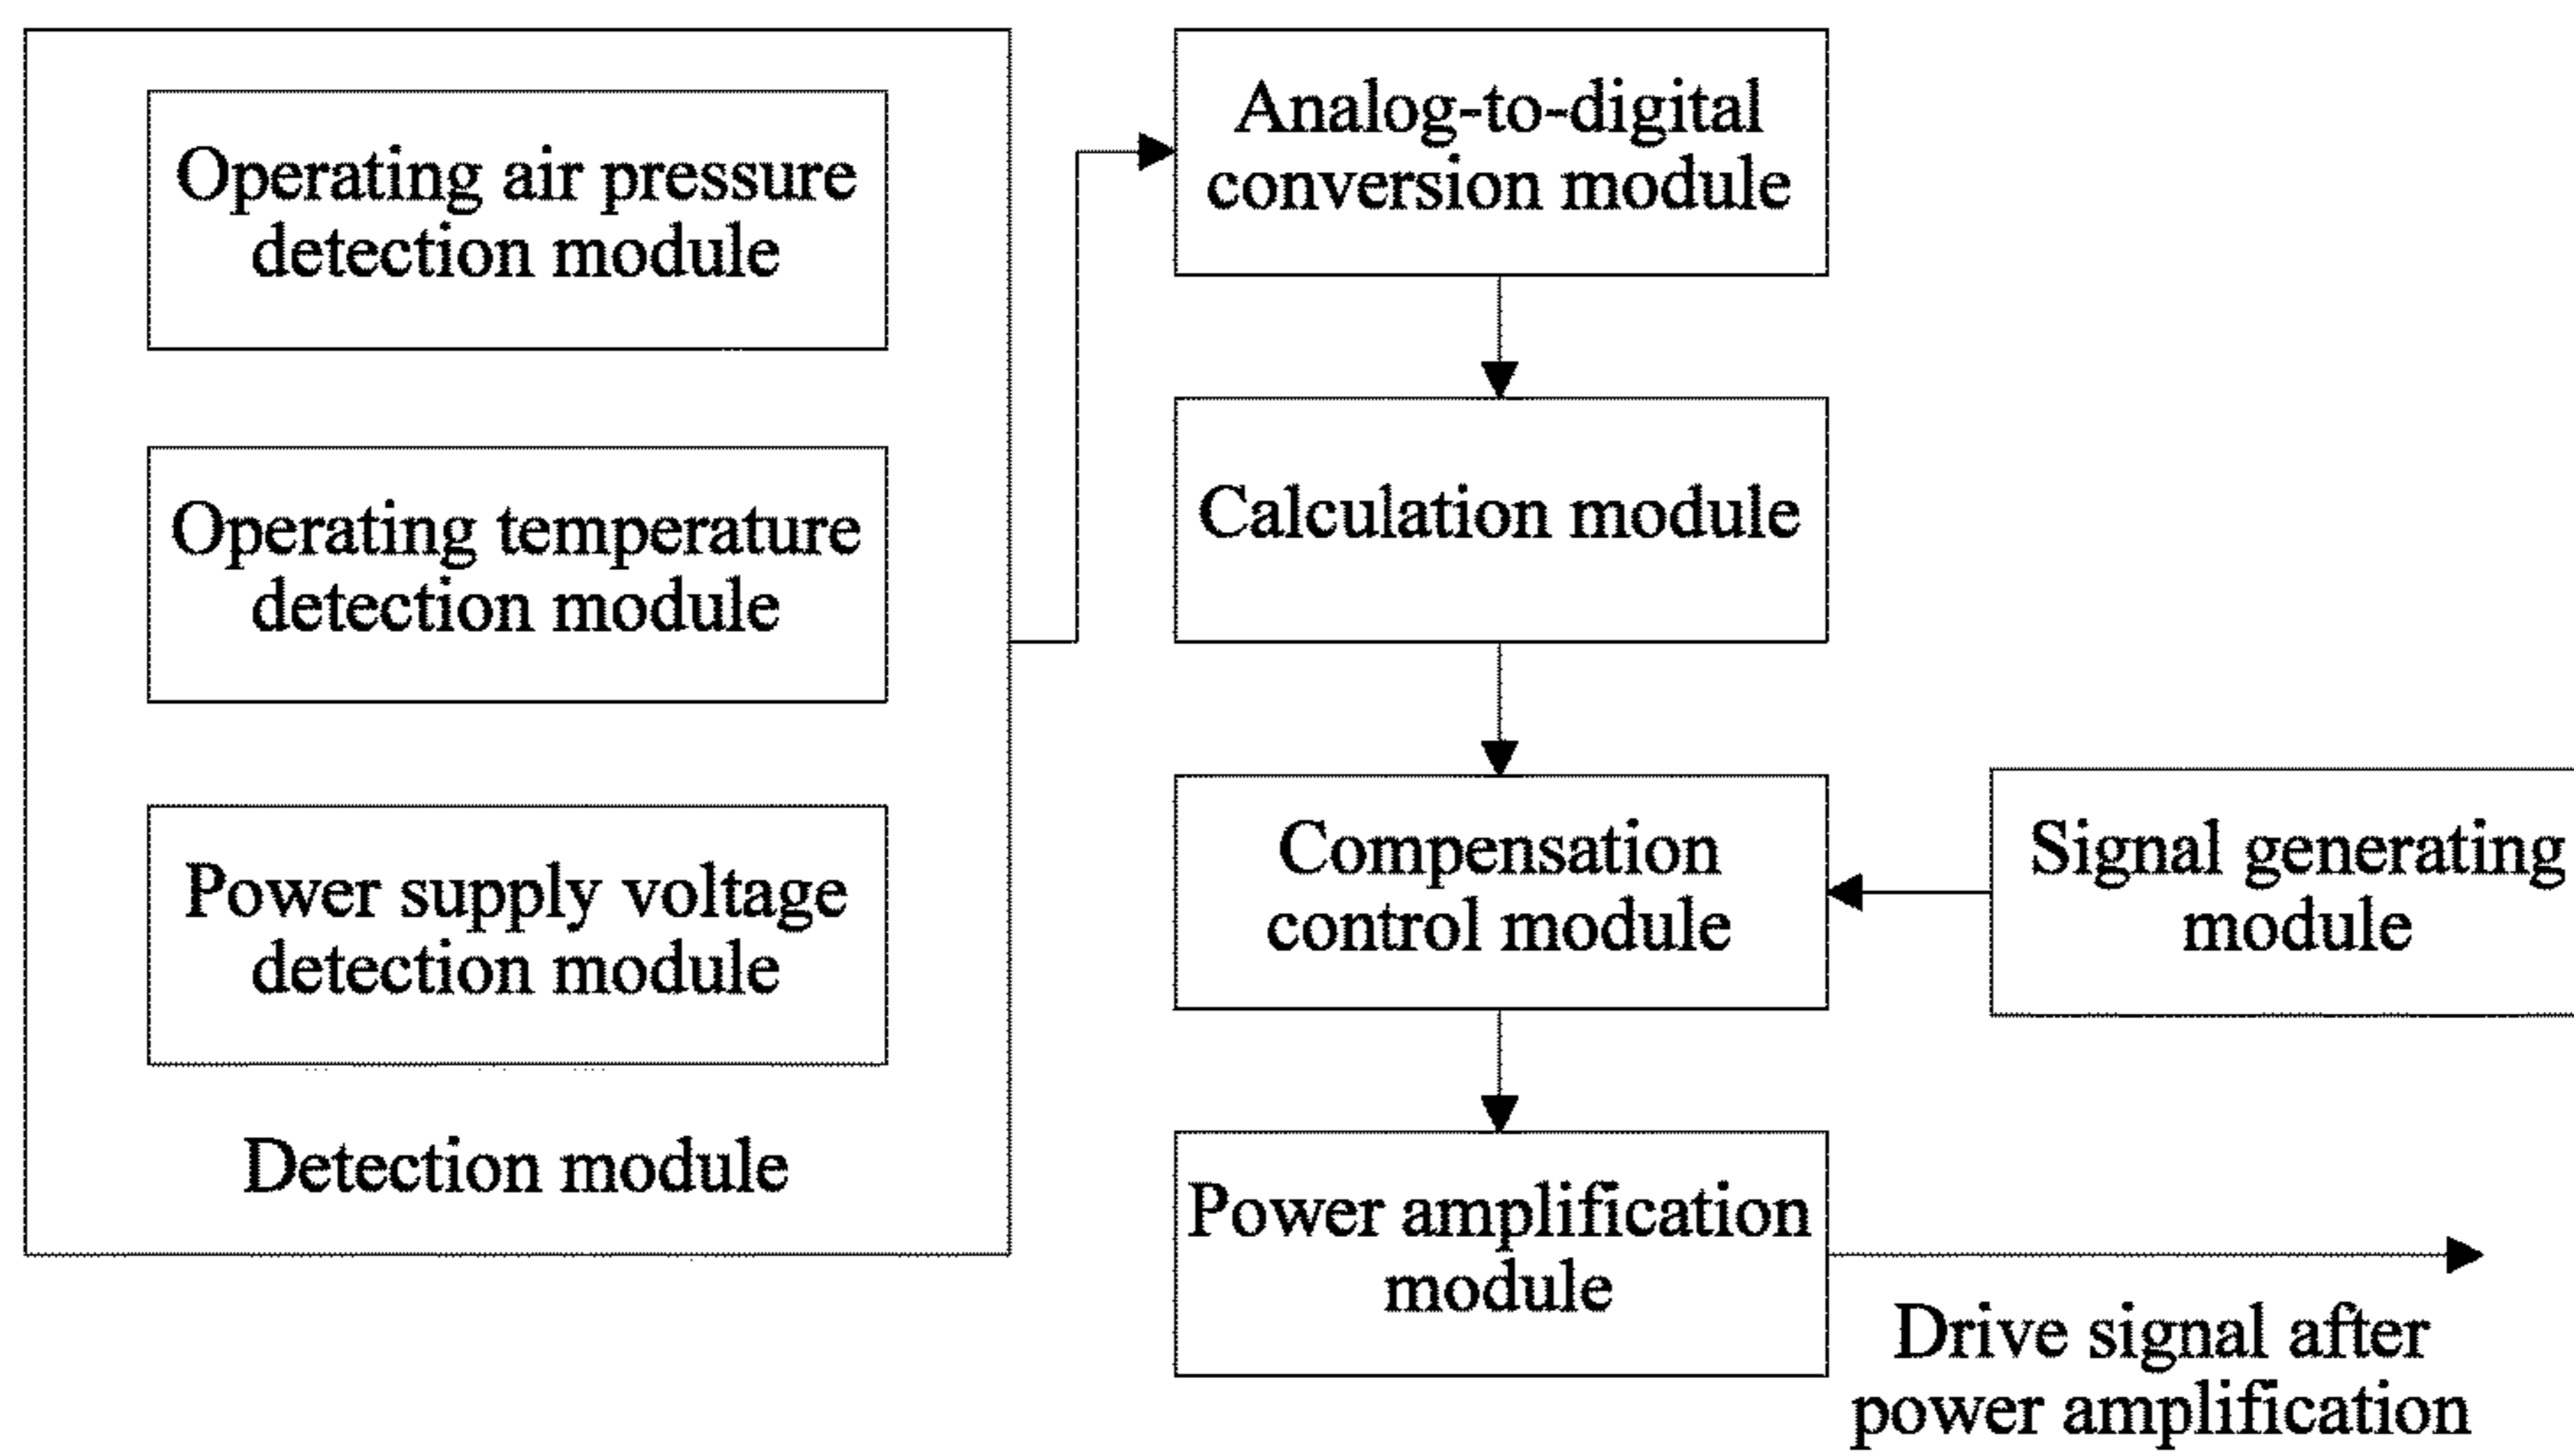 Operating air pressure
detection module
Operating temperature
detection module
Power supply voltage
detection module
Detection module
Analog-to-digital
conversion module
Calculation module
Compensation
control module
Signal generating
module
Power amplification
module
Drive signal after
power amplification